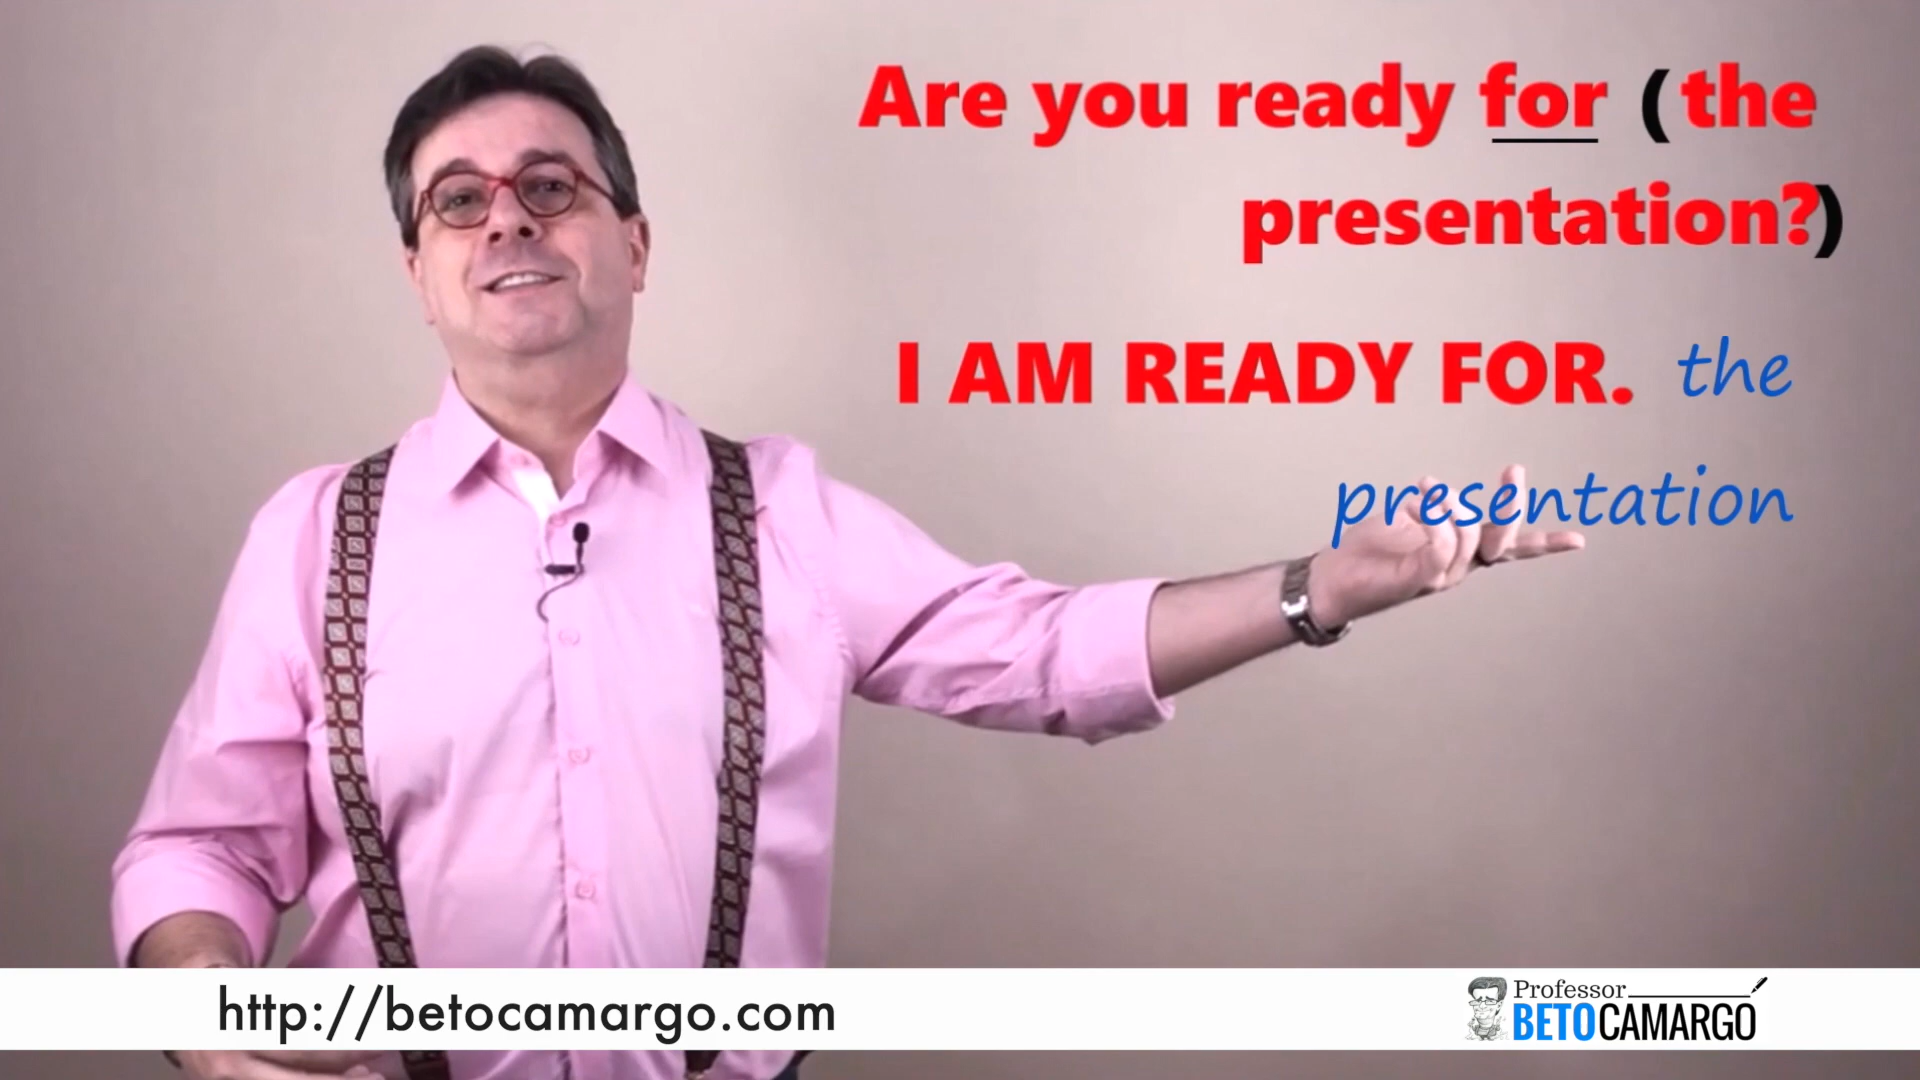 Are you ready for (the
presentation?)
I AM READY FOR. the
presentation
http://betocamargo.com
Professor
BETOCAMARGO